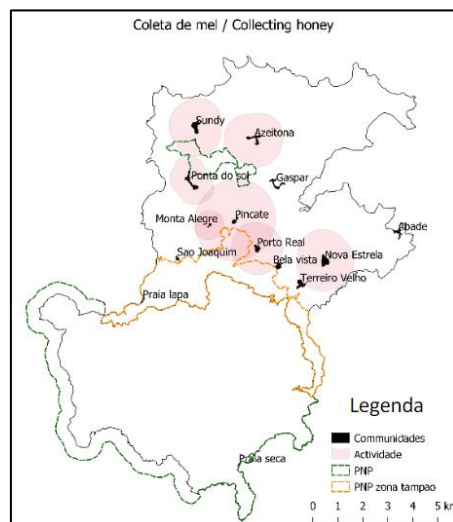 Coleta de mel / Collecting honey
Sundy
Azeitona
Ponta do sol
Gaspar
Monta Alegre
Pincate
Abade
Porto Real
Sao Joaquim
Bela vista
Nova Estrela
Terreiro Velho
Praia lapa
Praia seca
Legenda
Communidades
Actividade
PNP
PNP zona tampao
0 1 2 3 4 5 km